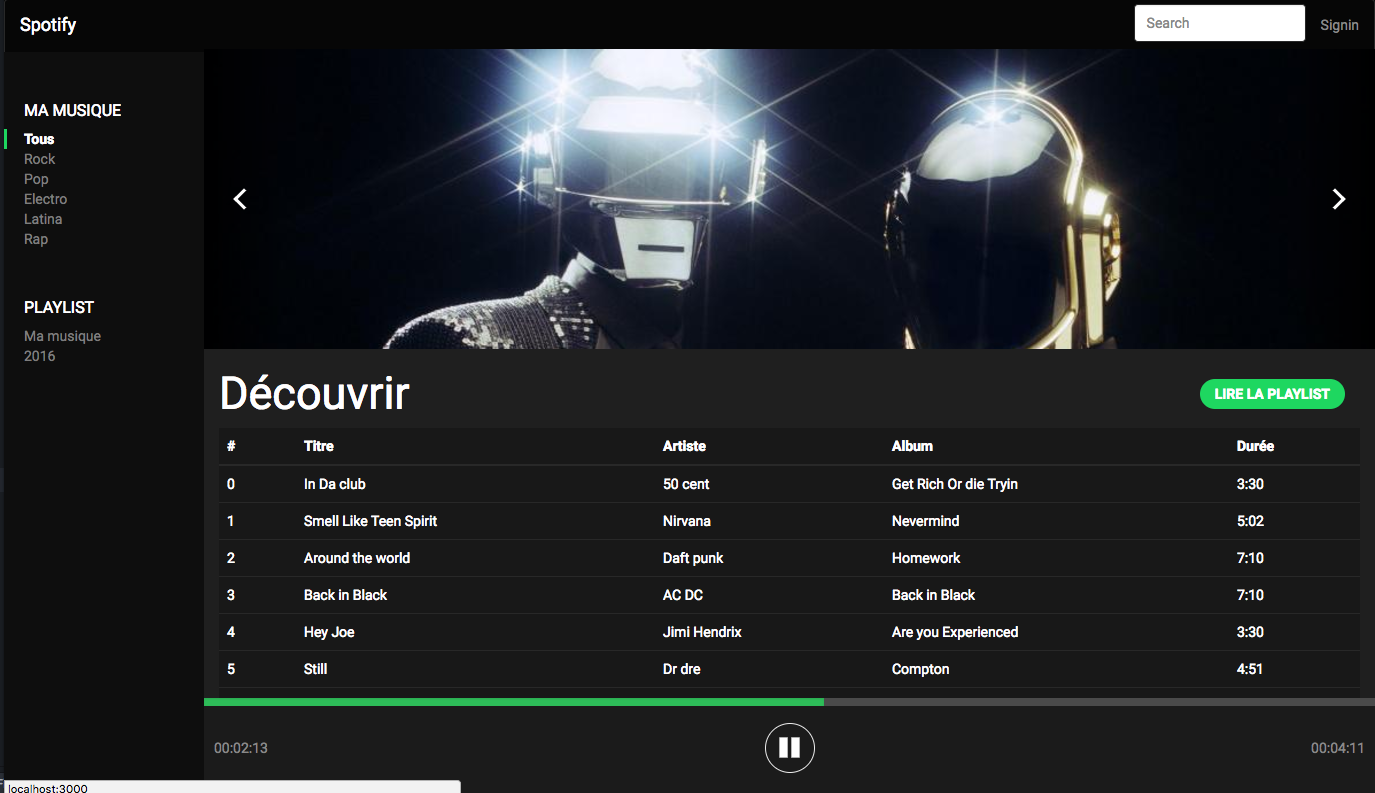 Spotify
Search
Signin
MA MUSIQUE
Tous
Rock
Pop
Electro
Latina
Rap
PLAYLIST
Ma musique
2016
Découvrir
LIRE LA PLAYLIST
# Titre Artiste Album Durée
0 In Da club 50 cent Get Rich Or die Tryin 3:30
1 Smell Like Teen Spirit Nirvana Nevermind 5:02
2 Around the world Daft punk Homework 7:10
3 Back in Black AC DC Back in Black 7:10
4 Hey Joe Jimi Hendrix Are you Experienced 3:30
5 Still Dr dre Compton 4:51
00:02:13
00:04:11
localhost:3000